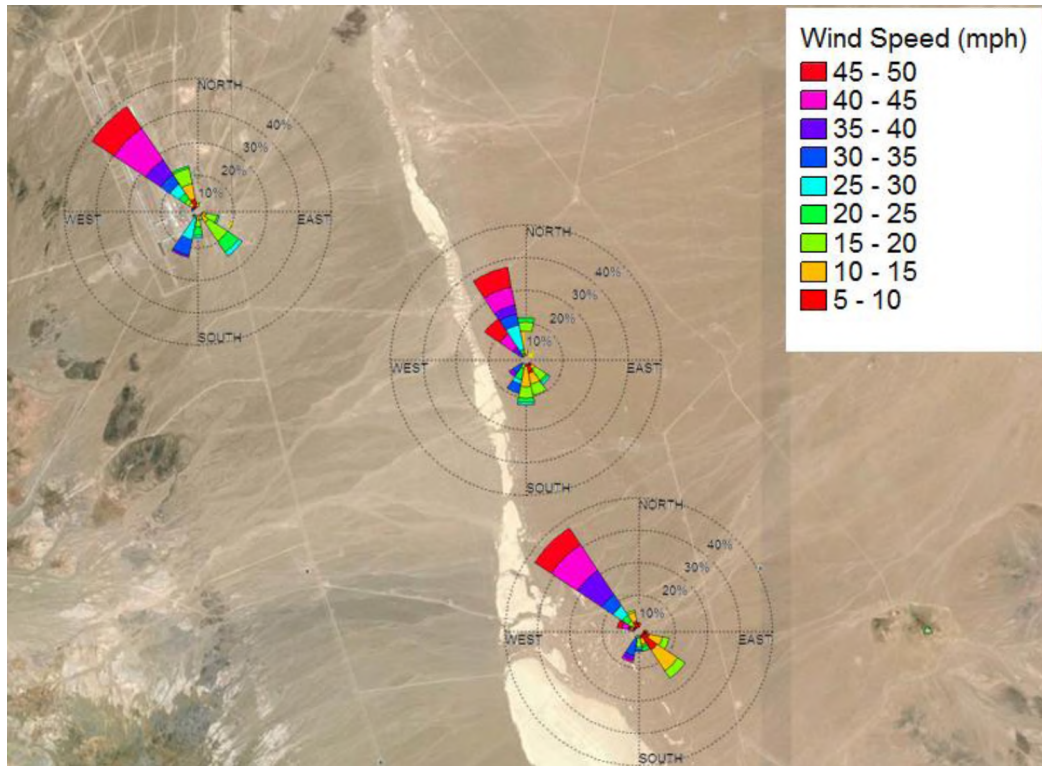 Wind Speed (mph)
45 - 50
40 - 45
35 - 40
30 - 35
25 - 30
20 - 25
15 - 20
10 - 15
5 - 10
NORTH
40%
30%
20%
10%
WEST
EAST
SOUTH
NORTH
40%
30%
20%
10%
WEST
EAST
SOUTH
NORTH
40%
30%
20%
10%
WEST
EAST
SOUTH